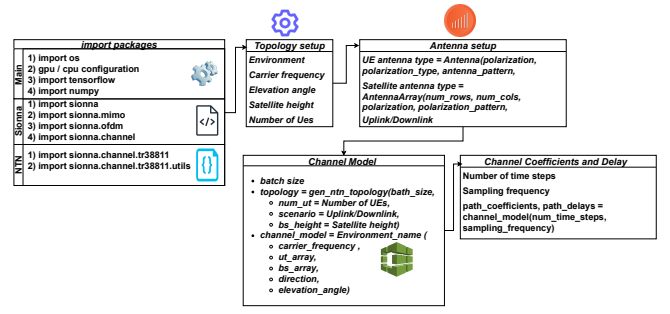 import packages
Main
1) import os
2) gpu / cpu configuration
3) import tensorflow
4) import numpy
Sionna
1) import sionna
2) import sionna.mimo
3) import sionna.ofdm
4) import sionna.channel
</>
NTN
1) import sionna.channel.tr38811
2) import sionna.channel.tr38811.utils
{}
Topology setup
Environment
Carrier frequency
Elevation angle
Satellite height
Number of Ues
Antenna setup
UE antenna type = Antenna(polarization,
polarization_type, antenna_pattern,
Satellite antenna type =
AntennaArray(num_rows, num_cols,
polarization, polarization_pattern,
Uplink/Downlink
Channel Model
• batch size
• topology = gen_ntn_topology(bath_size,
◦ num_ut = Number of UEs,
◦ scenario = Uplink/Downlink,
◦ bs_height = Satellite height)
• channel_model = Environment_name (
◦ carrier_frequency ,
◦ ut_array,
◦ bs_array,
◦ direction,
◦ elevation_angle)
Channel Coefficients and Delay
Number of time steps
Sampling frequency
path_coefficients, path_delays =
channel_model(num_time_steps,
sampling_frequency)